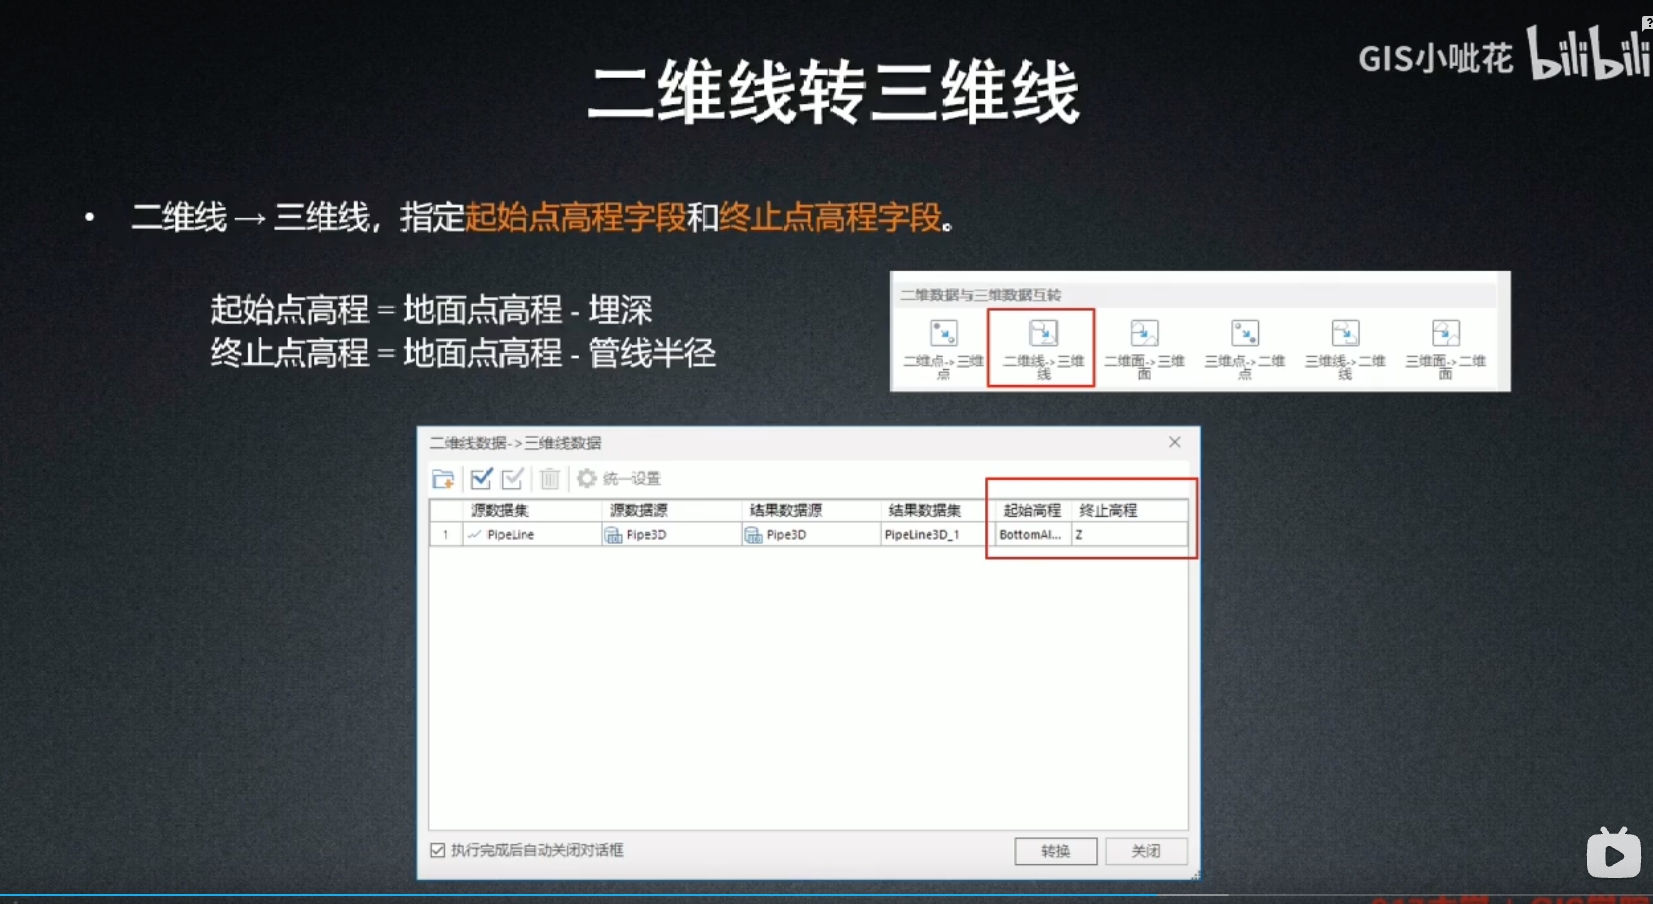 GIS小呲花 bilibili
二维线转三维线
• 二维线 → 三维线，指定起始点高程字段和终止点高程字段。
起始点高程 = 地面点高程 - 埋深
终止点高程 = 地面点高程 - 管线半径
二维数据与三维数据互转
二维点->三维点
二维线->三维线
二维面->三维面
三维点->二维点
三维线->二维线
三维面->二维面
二维线数据->三维线数据
统一设置
源数据集 源数据源 结果数据源 结果数据集 起始高程 终止高程
1 PipeLine Pipe3D Pipe3D PipeLine3D_1 BottomAl... Z
执行完成后自动关闭对话框
转换 关闭